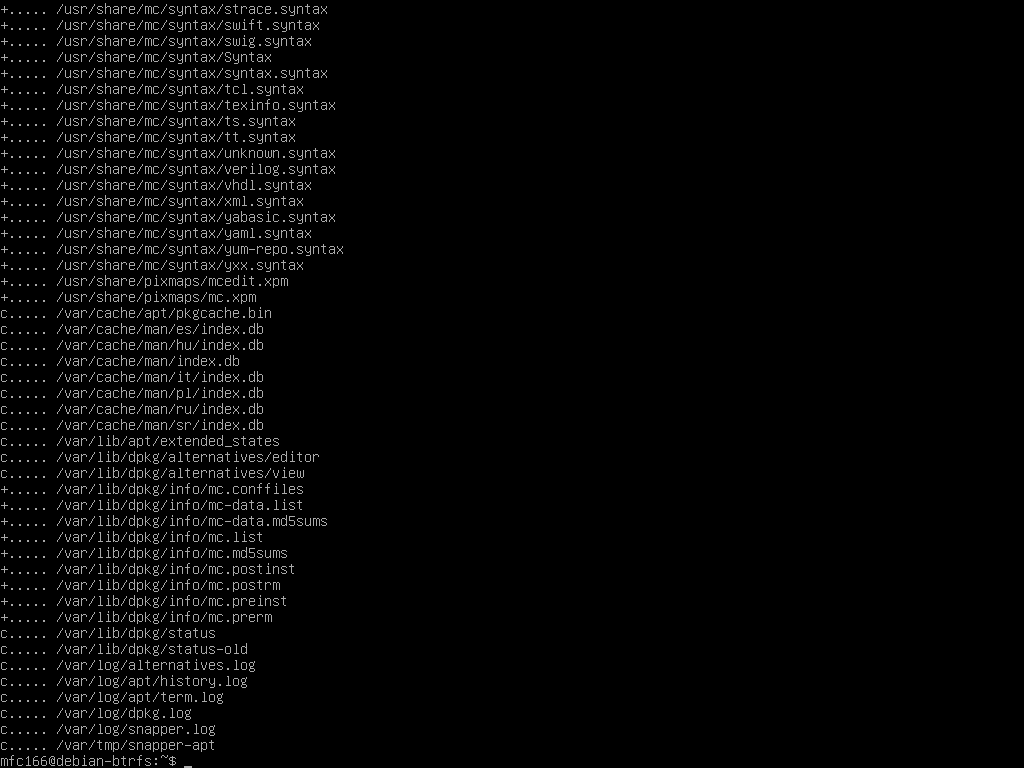 +..... /usr/share/mc/syntax/strace.syntax
+..... /usr/share/mc/syntax/swift.syntax
+..... /usr/share/mc/syntax/swig.syntax
+..... /usr/share/mc/syntax/Syntax
+..... /usr/share/mc/syntax/syntax.syntax
+..... /usr/share/mc/syntax/tcl.syntax
+..... /usr/share/mc/syntax/texinfo.syntax
+..... /usr/share/mc/syntax/ts.syntax
+..... /usr/share/mc/syntax/tt.syntax
+..... /usr/share/mc/syntax/unknown.syntax
+..... /usr/share/mc/syntax/verilog.syntax
+..... /usr/share/mc/syntax/vhdl.syntax
+..... /usr/share/mc/syntax/xml.syntax
+..... /usr/share/mc/syntax/yabasic.syntax
+..... /usr/share/mc/syntax/yaml.syntax
+..... /usr/share/mc/syntax/yum-repo.syntax
+..... /usr/share/mc/syntax/yxx.syntax
+..... /usr/share/pixmaps/mcedit.xpm
+..... /usr/share/pixmaps/mc.xpm
c..... /var/cache/apt/pkgcache.bin
c..... /var/cache/man/es/index.db
c..... /var/cache/man/hu/index.db
c..... /var/cache/man/index.db
c..... /var/cache/man/it/index.db
c..... /var/cache/man/pl/index.db
c..... /var/cache/man/ru/index.db
c..... /var/cache/man/sr/index.db
c..... /var/lib/apt/extended_states
c..... /var/lib/dpkg/alternatives/editor
c..... /var/lib/dpkg/alternatives/view
+..... /var/lib/dpkg/info/mc.conffiles
+..... /var/lib/dpkg/info/mc-data.list
+..... /var/lib/dpkg/info/mc-data.md5sums
+..... /var/lib/dpkg/info/mc.list
+..... /var/lib/dpkg/info/mc.md5sums
+..... /var/lib/dpkg/info/mc.postinst
+..... /var/lib/dpkg/info/mc.postrm
+..... /var/lib/dpkg/info/mc.preinst
+..... /var/lib/dpkg/info/mc.prerm
c..... /var/lib/dpkg/status
c..... /var/lib/dpkg/status-old
c..... /var/log/alternatives.log
c..... /var/log/apt/history.log
c..... /var/log/apt/term.log
c..... /var/log/dpkg.log
c..... /var/log/snapper.log
c..... /var/tmp/snapper-apt
mfc166@debian-btrfs:~$ _